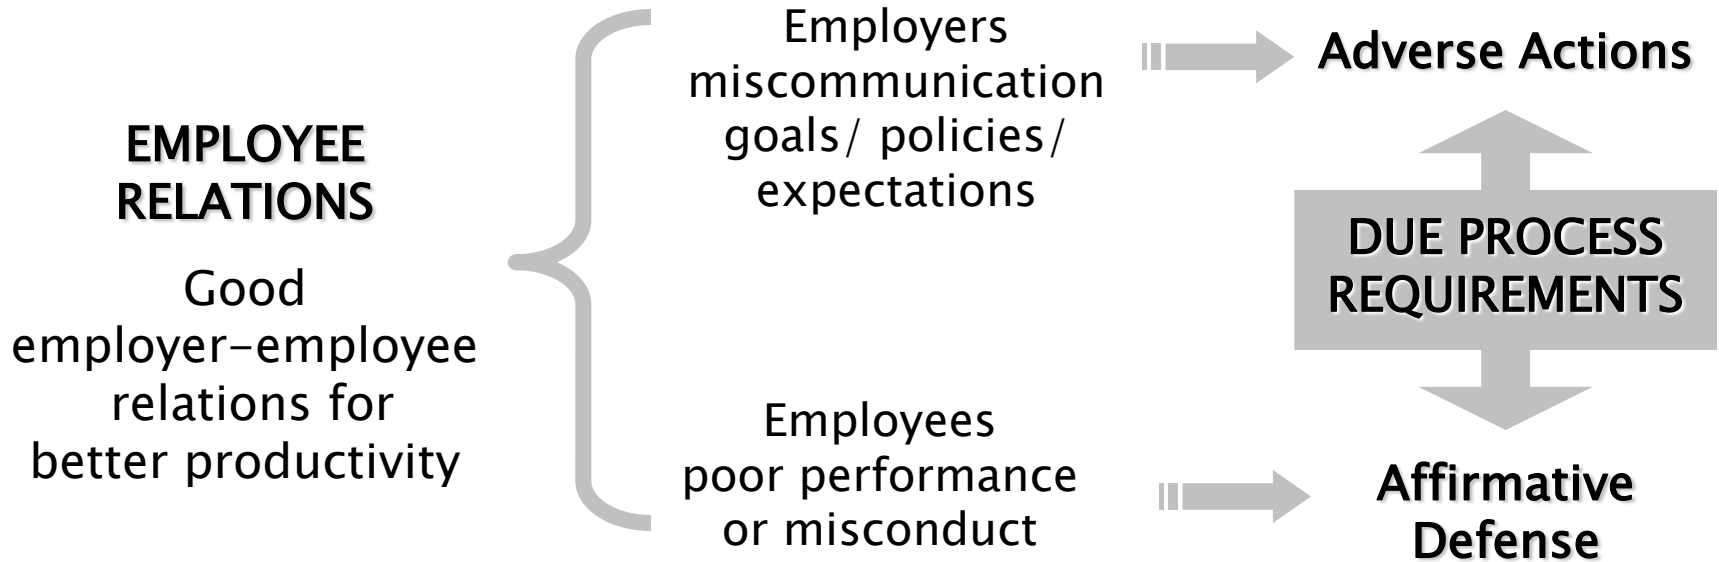 EMPLOYEE
RELATIONS
Good
employer-employee
relations for
better productivity
Employers
miscommunication
goals/ policies/
expectations
Employees
poor performance
or misconduct
Adverse Actions
DUE PROCESS
REQUIREMENTS
Affirmative
Defense